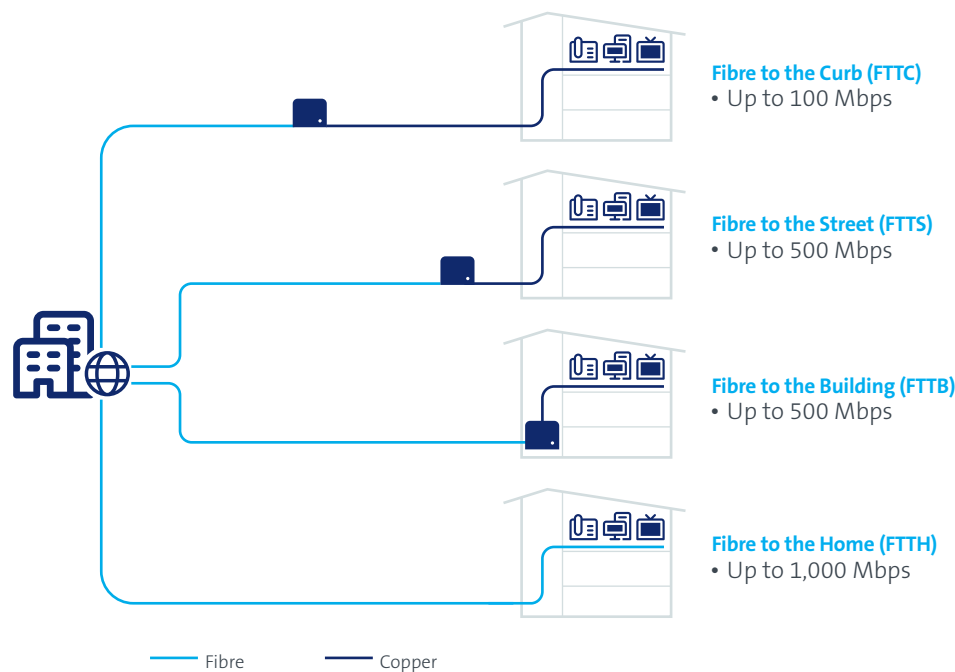 Fibre to the Curb (FTTC)
• Up to 100 Mbps
Fibre to the Street (FTTS)
• Up to 500 Mbps
Fibre to the Building (FTTB)
• Up to 500 Mbps
Fibre to the Home (FTTH)
• Up to 1,000 Mbps
Fibre
Copper